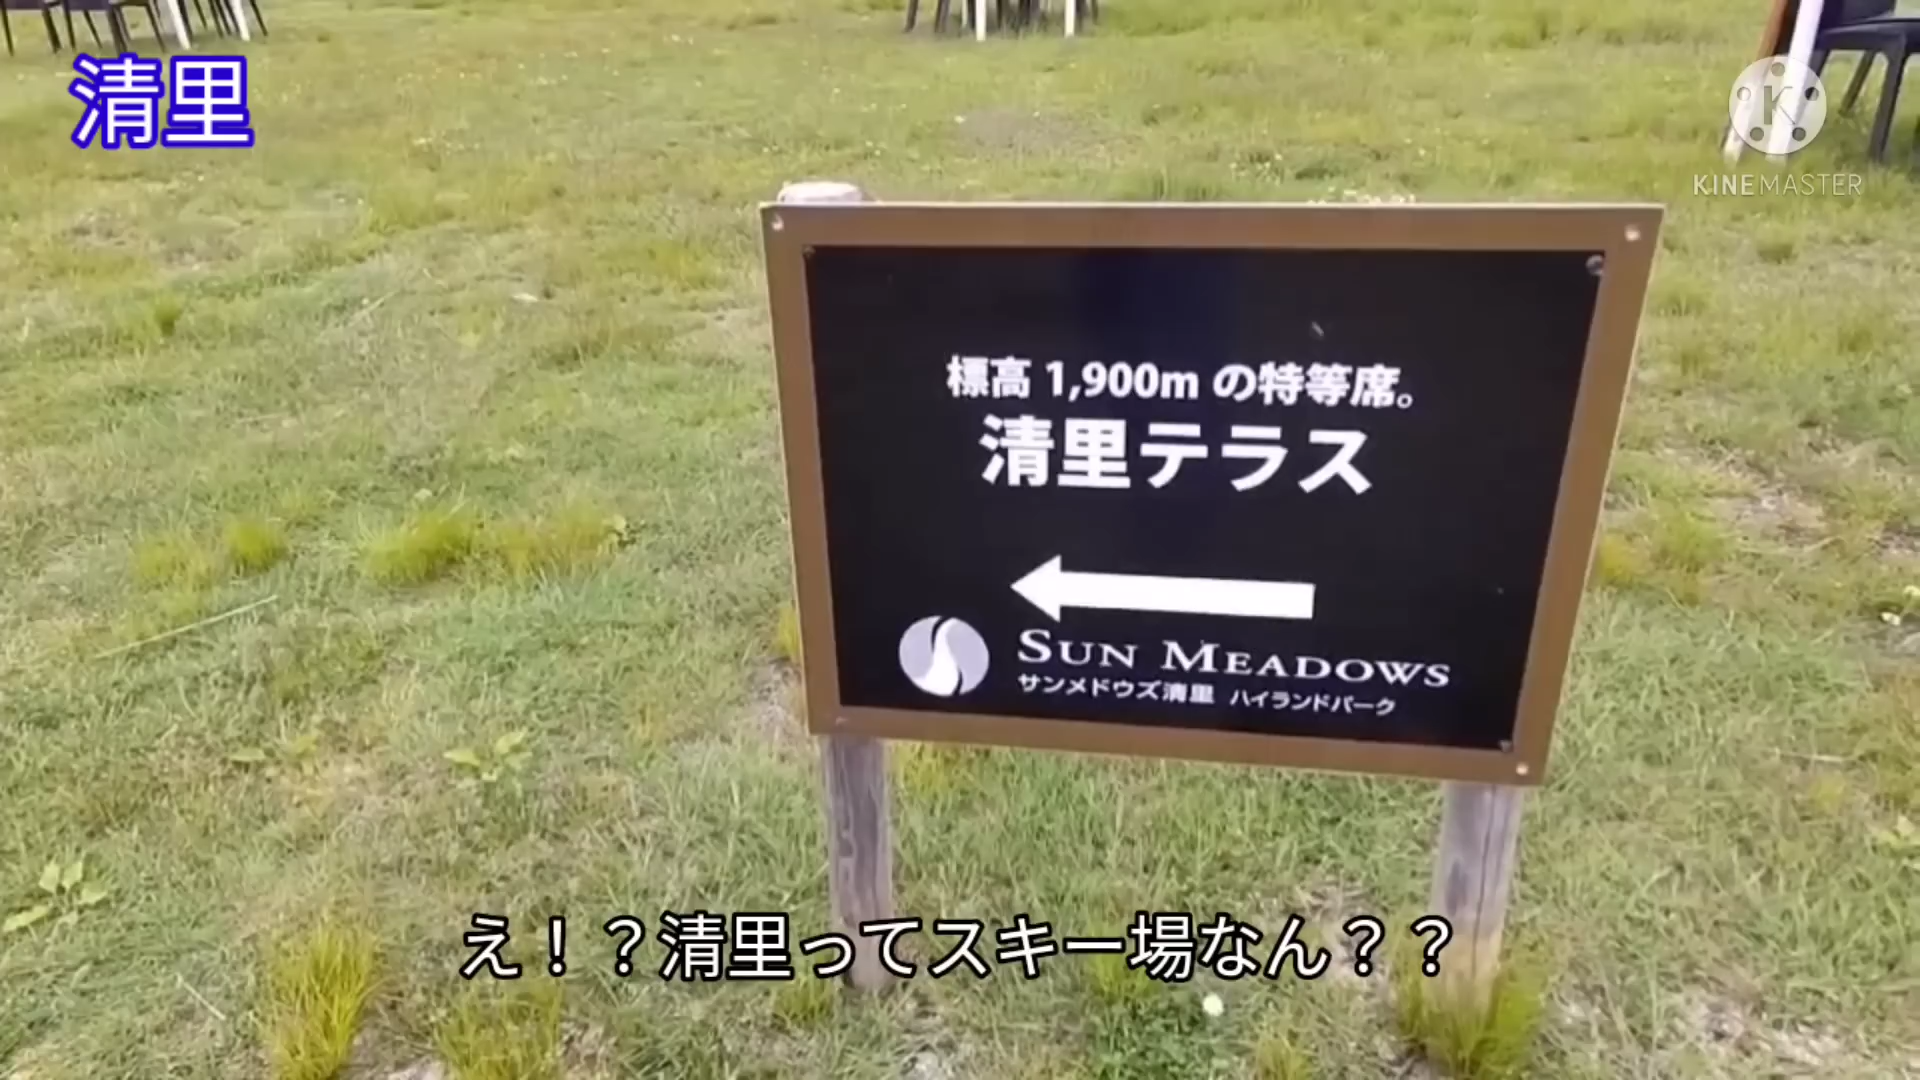 清里
KINEMASTER
標高 1,900m の特等席。
清里テラス
SUN MEADOWS
サンメドウズ清里 ハイランドパーク
え！？清里ってスキー場なん？？